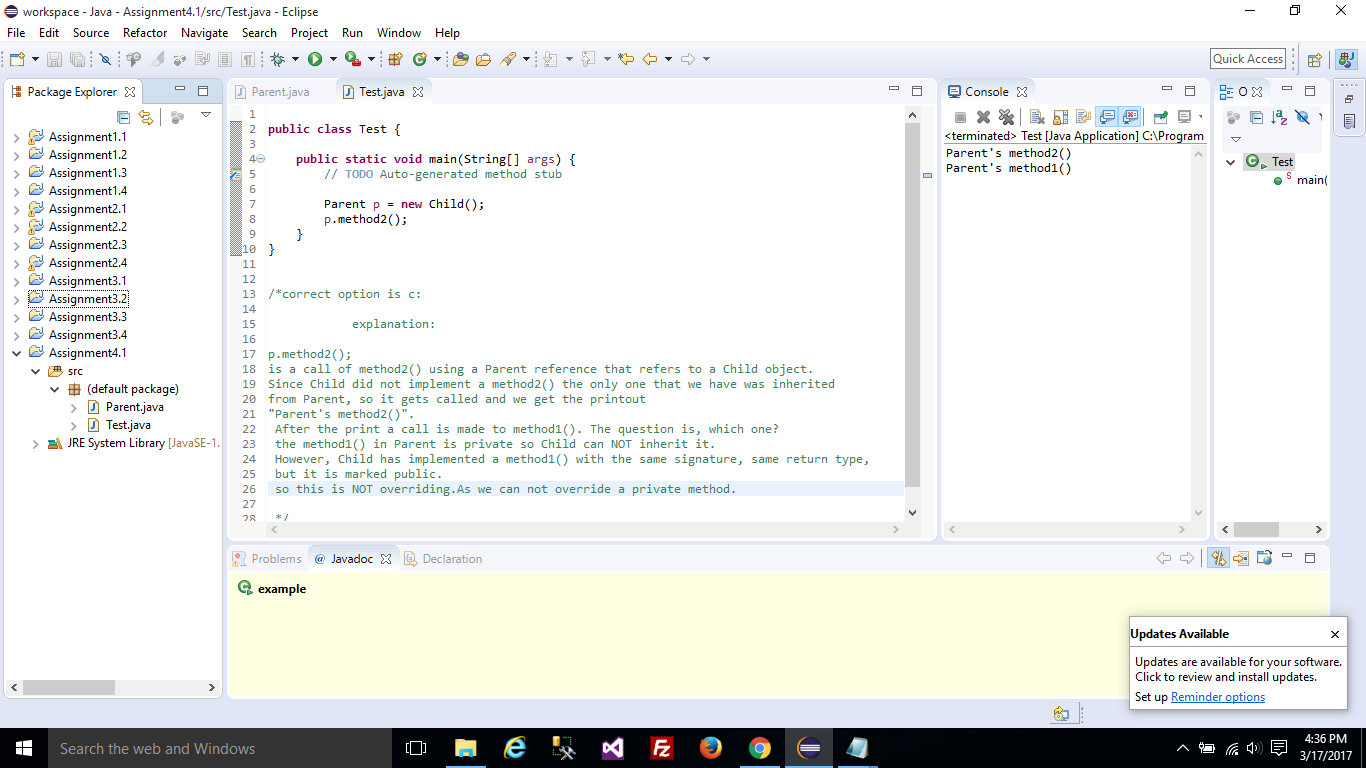 workspace - Java - Assignment4.1/src/Test.java - Eclipse
File Edit Source Refactor Navigate Search Project Run Window Help
Quick Access
Package Explorer
Assignment1.1
Assignment1.2
Assignment1.3
Assignment1.4
Assignment2.1
Assignment2.2
Assignment2.3
Assignment2.4
Assignment3.1
Assignment3.2
Assignment3.3
Assignment3.4
Assignment4.1
src
(default package)
Parent.java
Test.java
JRE System Library [JavaSE-1.
Parent.java Test.java
1
2 public class Test {
3
4 public static void main(String[] args) {
5 // TODO Auto-generated method stub
6
7 Parent p = new Child();
8 p.method2();
9 }
10 }
11
12
13 /*correct option is c:
14
15 explanation:
16
17 p.method2();
18 is a call of method2() using a Parent reference that refers to a Child object.
19 Since Child did not implement a method2() the only one that we have was inherited
20 from Parent, so it gets called and we get the printout
21 "Parent's method2()".
22 After the print a call is made to method1(). The question is, which one?
23 the method1() in Parent is private so Child can NOT inherit it.
24 However, Child has implemented a method1() with the same signature, same return type,
25 but it is marked public.
26 so this is NOT overriding.As we can not override a private method.
27
28 */
Console
<terminated> Test [Java Application] C:\Program
Parent's method2()
Parent's method1()
O
Test
main(
Problems @ Javadoc Declaration
example
Updates Available
Updates are available for your software.
Click to review and install updates.
Set up Reminder options
Search the web and Windows
4:36 PM
3/17/2017